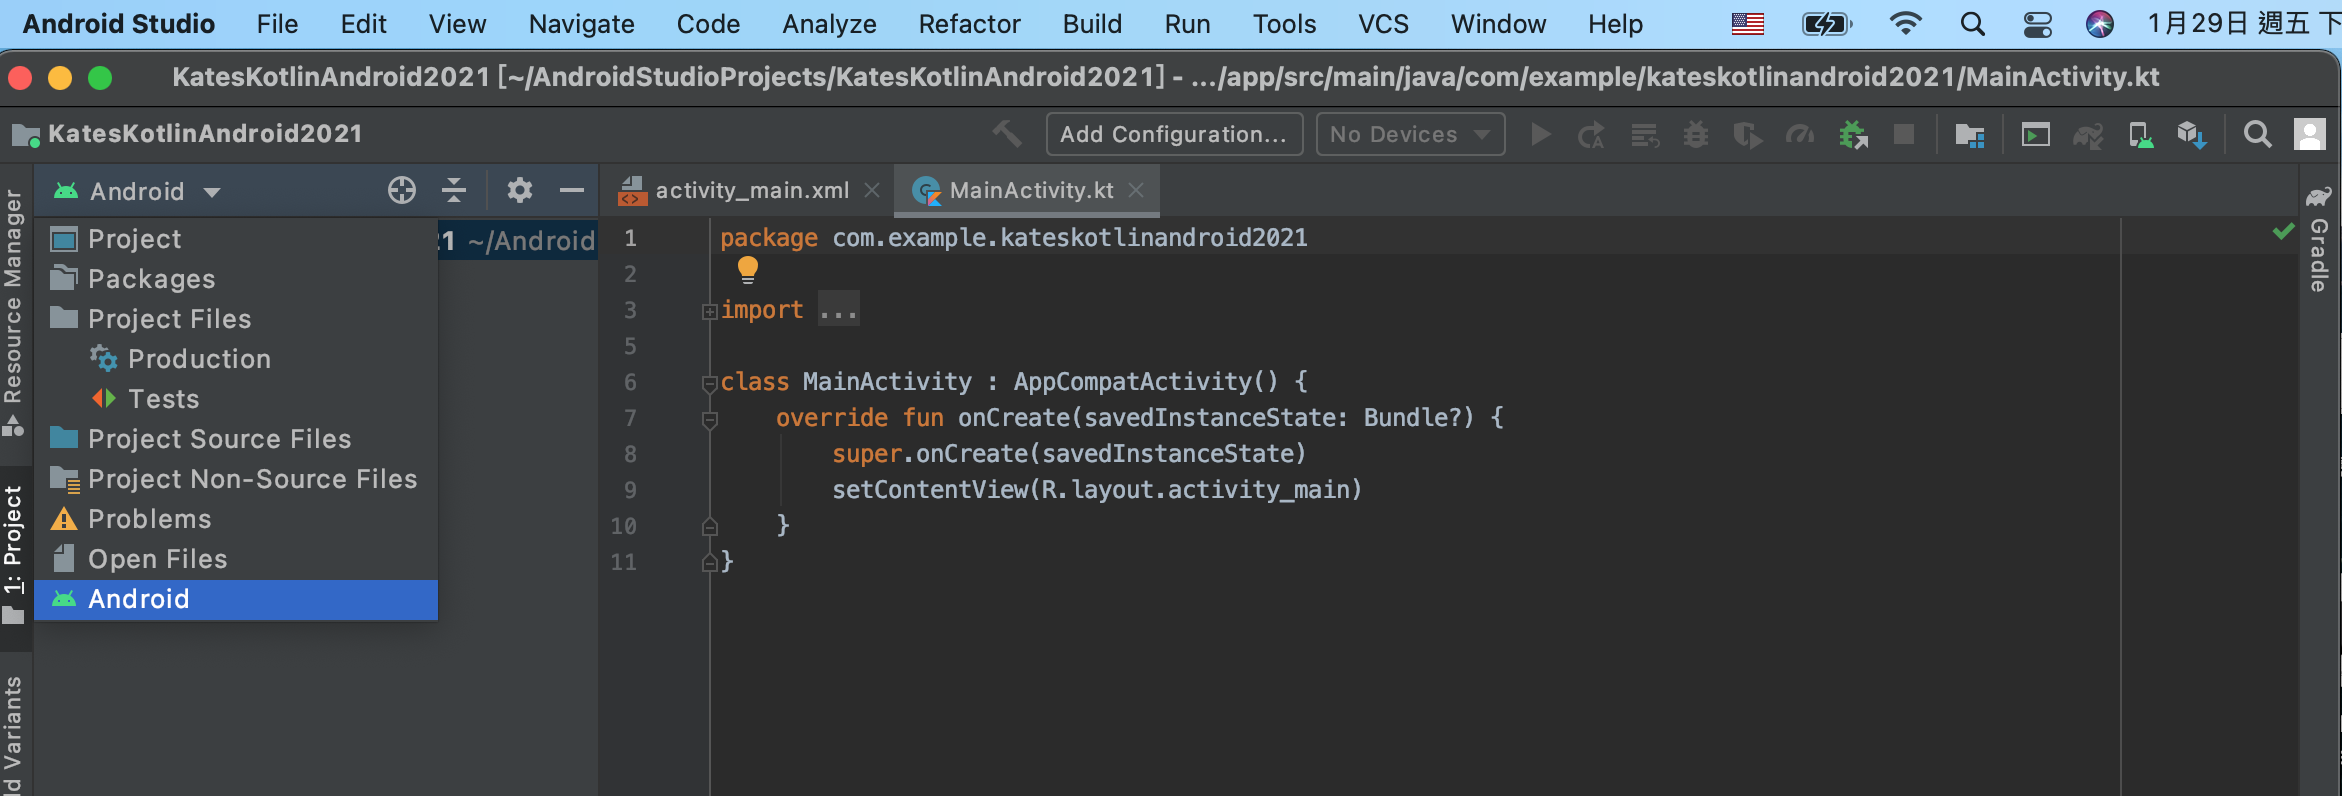 Android Studio File Edit View Navigate Code Analyze Refactor Build Run Tools VCS Window Help 1月29日 週五 下
KatesKotlinAndroid2021 [~/AndroidStudioProjects/KatesKotlinAndroid2021] - .../app/src/main/java/com/example/kateskotlinandroid2021/MainActivity.kt
KatesKotlinAndroid2021 Add Configuration... No Devices
Resource Manager
1: Project
ld Variants
Android
Project
21 ~/Android
Packages
Project Files
Production
Tests
Project Source Files
Project Non-Source Files
Problems
Open Files
Android
activity_main.xml MainActivity.kt
1 package com.example.kateskotlinandroid2021
2
3 import ...
5
6 class MainActivity : AppCompatActivity() {
7 override fun onCreate(savedInstanceState: Bundle?) {
8 super.onCreate(savedInstanceState)
9 setContentView(R.layout.activity_main)
10 }
11 }
Gradle